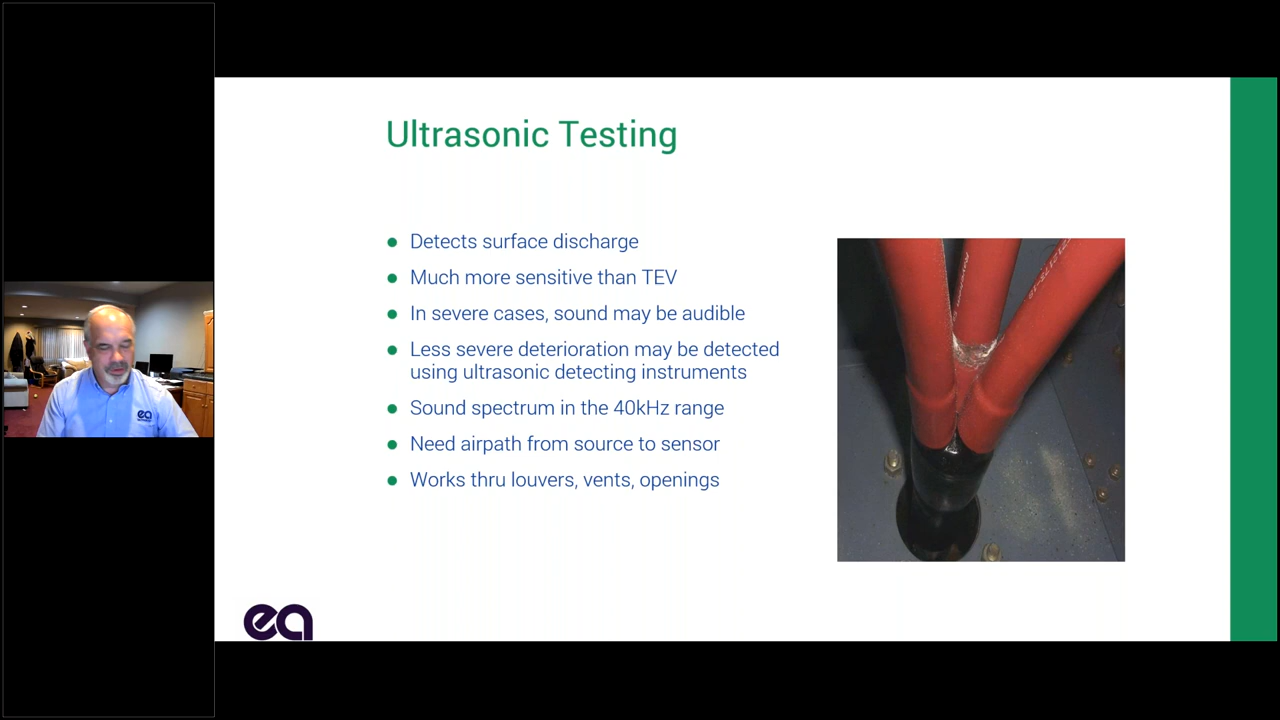 Ultrasonic Testing
Detects surface discharge
Much more sensitive than TEV
In severe cases, sound may be audible
Less severe deterioration may be detected
using ultrasonic detecting instruments
Sound spectrum in the 40kHz range
Need airpath from source to sensor
Works thru louvers, vents, openings
ea
ea